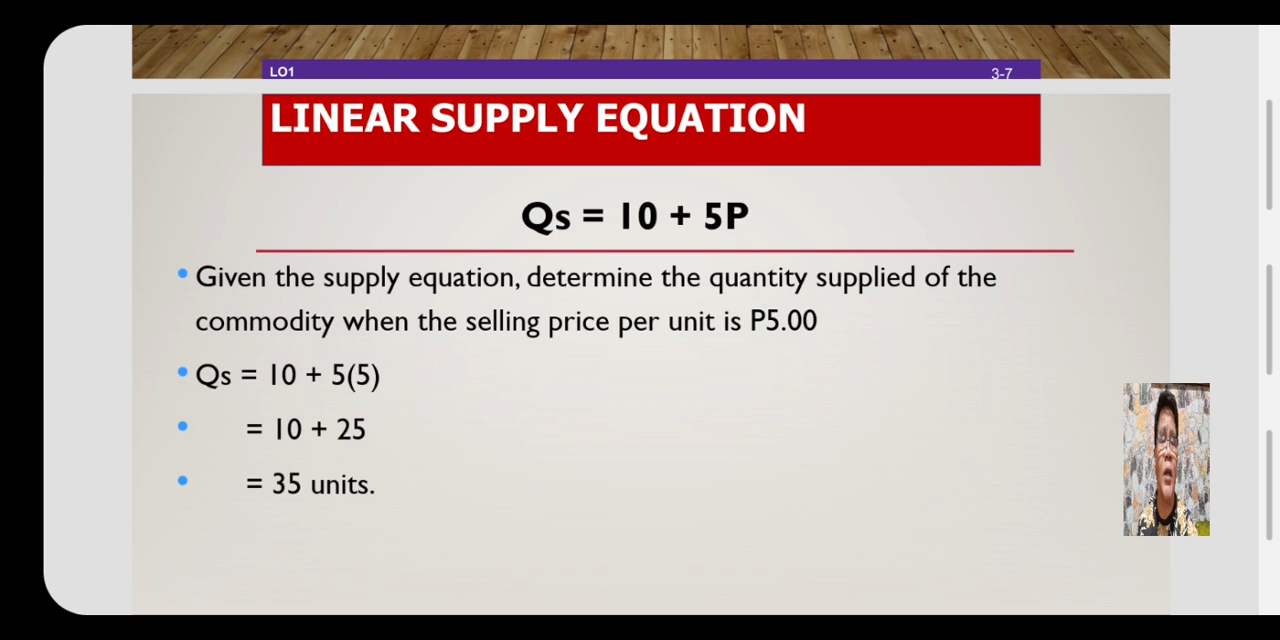 LO1
3-7
LINEAR SUPPLY EQUATION
Qs = 10 + 5P
• Given the supply equation, determine the quantity supplied of the
commodity when the selling price per unit is P5.00
• Qs = 10 + 5(5)
• = 10 + 25
• = 35 units.